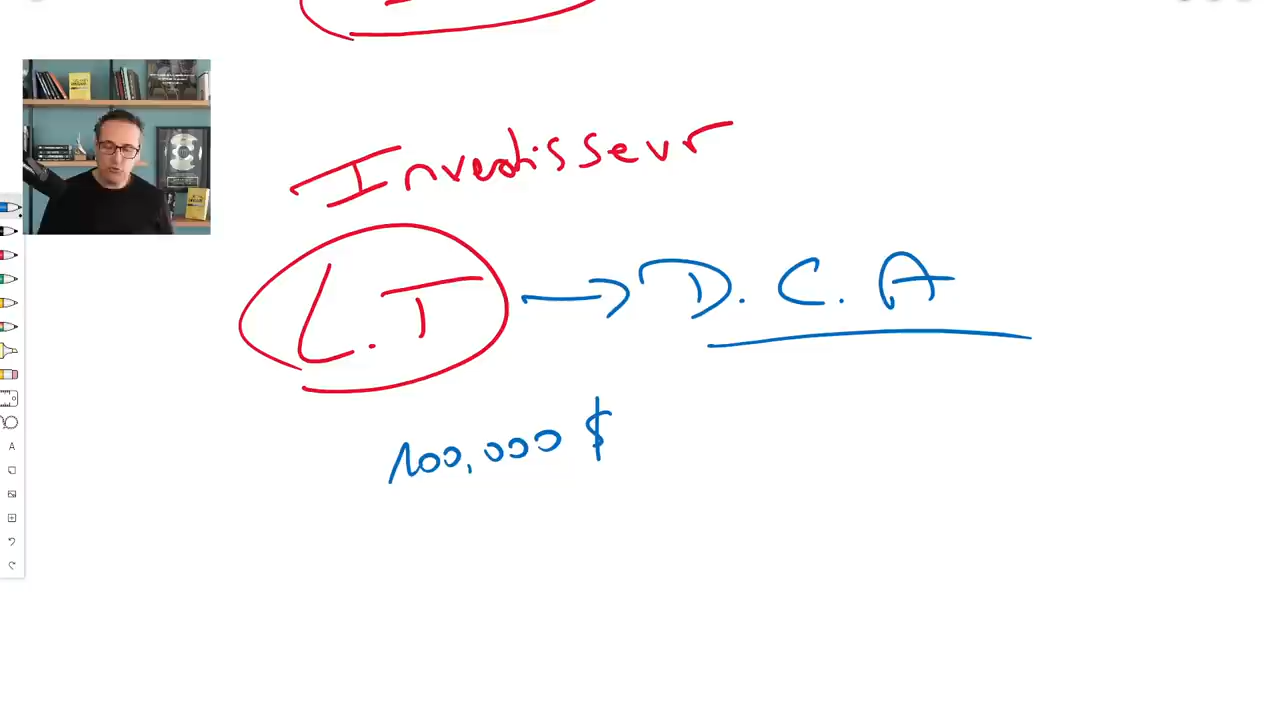 Investisseur
L.T → D.C.A
100,000 $
A